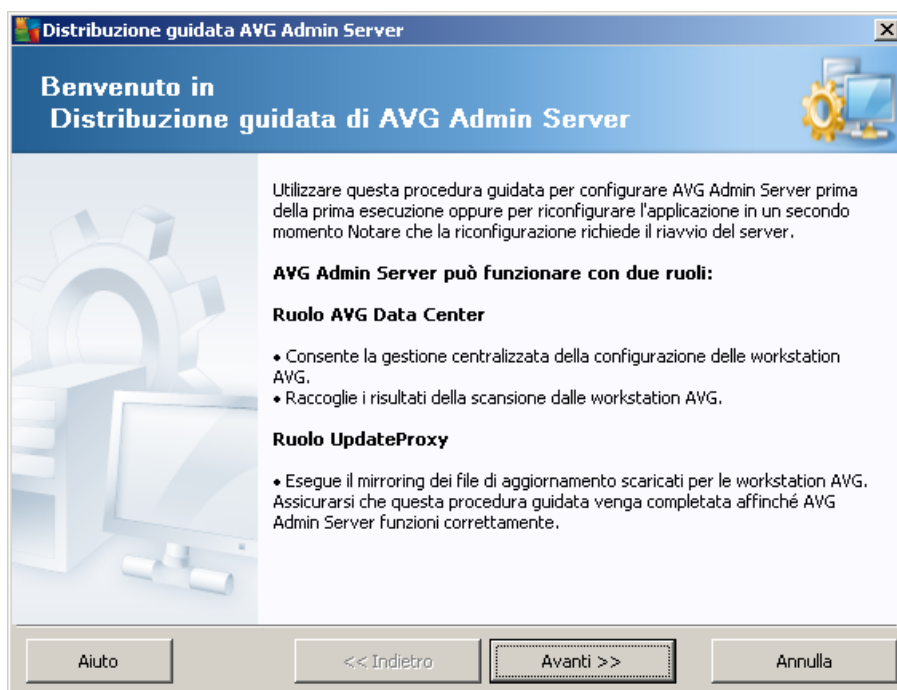 Distribuzione guidata AVG Admin Server
Benvenuto in
Distribuzione guidata di AVG Admin Server
Utilizzare questa procedura guidata per configurare AVG Admin Server prima
della prima esecuzione oppure per riconfigurare l'applicazione in un secondo
momento Notare che la riconfigurazione richiede il riavvio del server.
AVG Admin Server può funzionare con due ruoli:
Ruolo AVG Data Center
• Consente la gestione centralizzata della configurazione delle workstation
AVG.
• Raccoglie i risultati della scansione dalle workstation AVG.
Ruolo UpdateProxy
• Esegue il mirroring dei file di aggiornamento scaricati per le workstation AVG.
Assicurarsi che questa procedura guidata venga completata affinché AVG
Admin Server funzioni correttamente.
Aiuto
<< Indietro
Avanti >>
Annulla